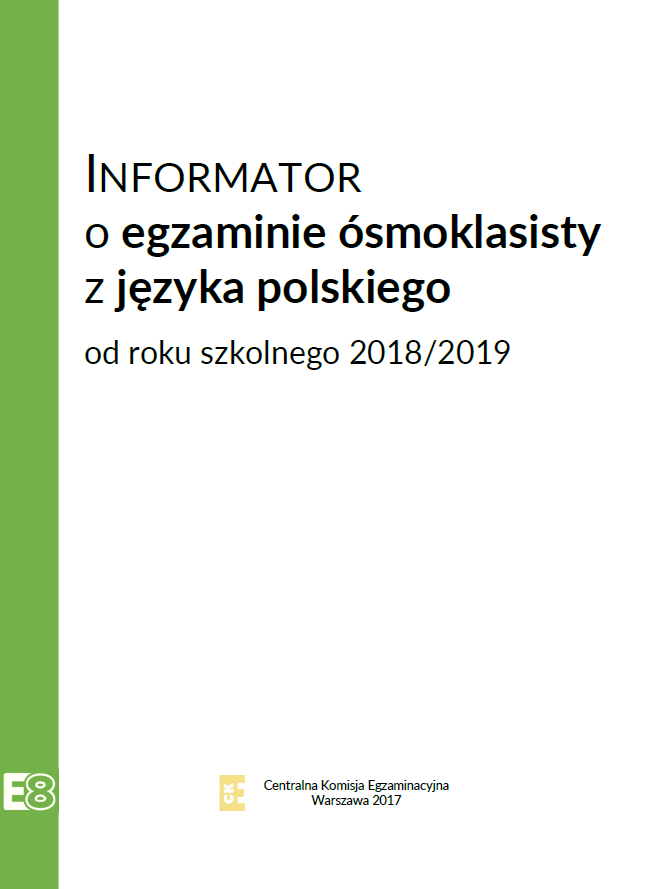 INFORMATOR
o egzaminie ósmoklasisty
z języka polskiego
od roku szkolnego 2018/2019
E8
CKE
Centralna Komisja Egzaminacyjna
Warszawa 2017